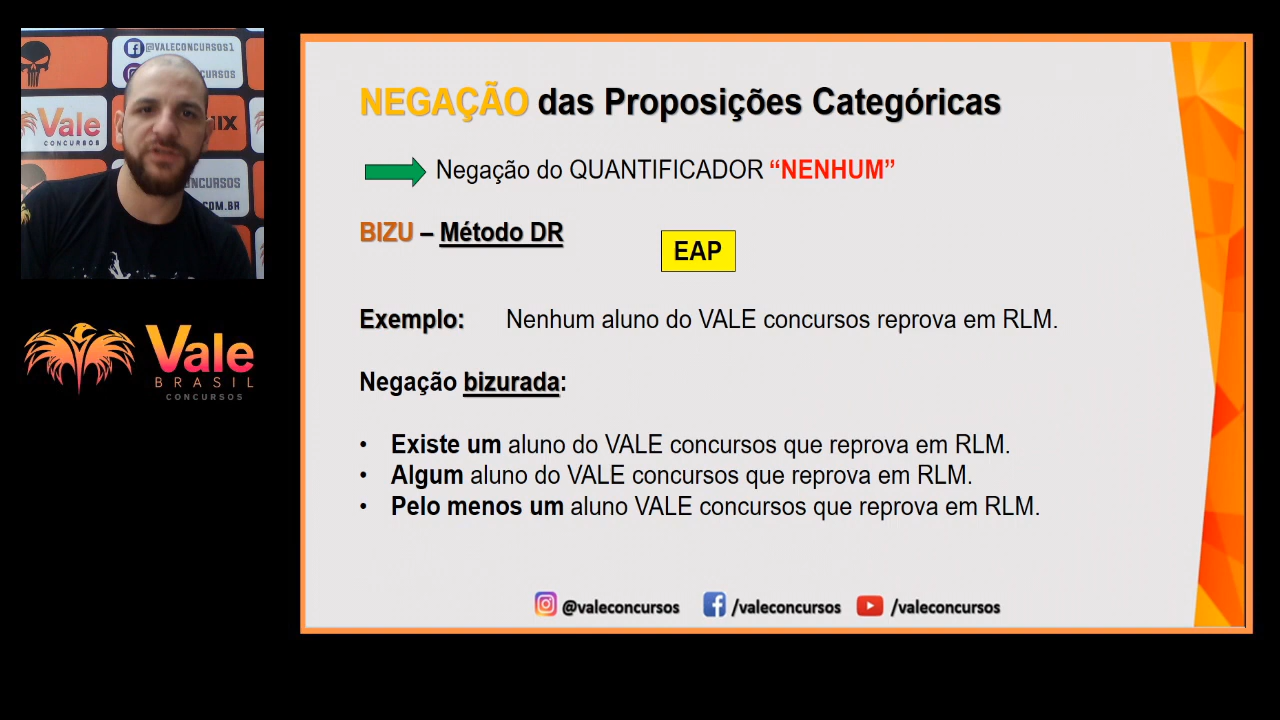 @VALECONCURSOS1
CONCURSOS
Vale
CONCURSOS
IX
NCURSOS
.COM.BR
Vale
BRASIL
CONCURSOS
NEGAÇÃO das Proposições Categóricas
Negação do QUANTIFICADOR “NENHUM”
BIZU – Método DR
EAP
Exemplo: Nenhum aluno do VALE concursos reprova em RLM.
Negação bizurada:
• Existe um aluno do VALE concursos que reprova em RLM.
• Algum aluno do VALE concursos que reprova em RLM.
• Pelo menos um aluno VALE concursos que reprova em RLM.
@valeconcursos /valeconcursos /valeconcursos